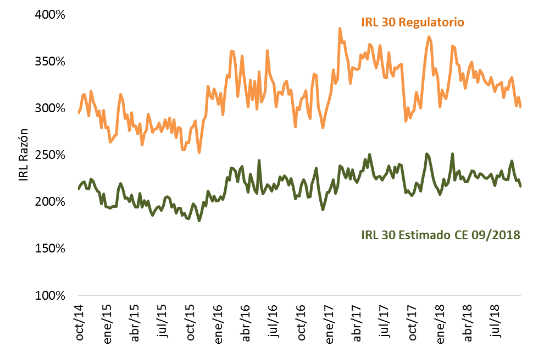 400%
350%
300%
250%
200%
150%
100%
IRL Razón
IRL 30 Regulatorio
IRL 30 Estimado CE 09/2018
oct/14
ene/15
abr/15
jul/15
oct/15
ene/16
abr/16
jul/16
oct/16
ene/17
abr/17
jul/17
oct/17
ene/18
abr/18
jul/18